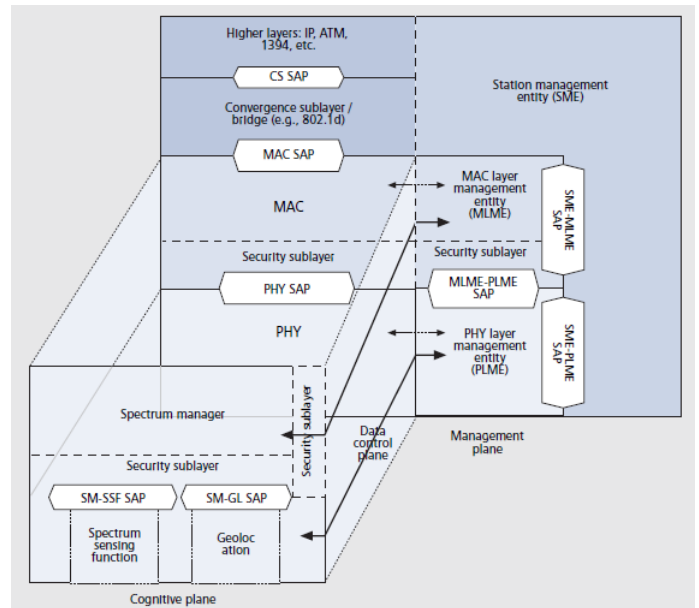 Higher layers: IP, ATM,
1394, etc.
CS SAP
Convergence sublayer /
bridge (e.g., 802.1d)
MAC SAP
Station management
entity (SME)
MAC
MAC layer
management
entity
(MLME)
SME-MLME
SAP
Security sublayer
Security sublayer
PHY SAP
MLME-PLME
SAP
PHY
PHY layer
management
entity
(PLME)
SME-PLME
SAP
Spectrum manager
Security sublayer
Data
control
plane
Management
plane
Security sublayer
SM-SSF SAP
SM-GL SAP
Spectrum
sensing
function
Geoloc
ation
Cognitive plane